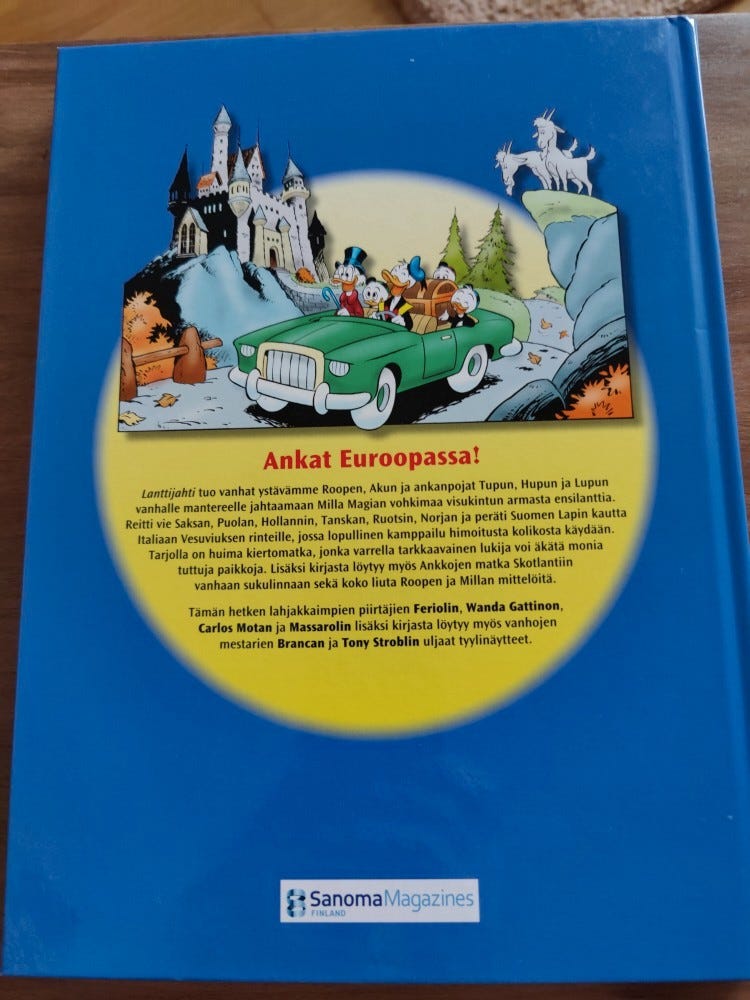 Ankat Euroopassa!
Lanttijahti tuo vanhat ystävämme Roopen, Akun ja ankanpojat Tupun, Hupun ja Lupun
vanhalle mantereelle jahtaamaan Milla Magian vohkimaa visukintun armasta ensilanttia.
Reitti vie Saksan, Puolan, Hollannin, Tanskan, Ruotsin, Norjan ja peräti Suomen Lapin kautta
Italiaan Vesuviuksen rinteille, jossa lopullinen kamppailu himoitusta kolikosta käydään.
Tarjolla on huima kiertomatka, jonka varrella tarkkaavainen lukija voi äkätä monia
tuttuja paikkoja. Lisäksi kirjasta löytyy myös Ankkojen matka Skotlantiin
vanhaan sukulinnaan sekä koko liuta Roopen ja Millan mittelöitä.
Tämän hetken lahjakkaimpien piirtäjien Feriolin, Wanda Gattinon,
Carlos Motan ja Massarolin lisäksi kirjasta löytyy myös vanhojen
mestarien Brancan ja Tony Stroblin uljaat tyylinäytteet.
SanomaMagazines
FINLAND